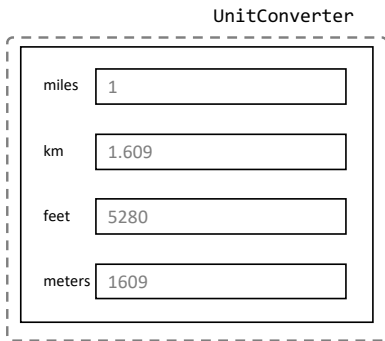 UnitConverter
miles 1
km 1.609
feet 5280
meters 1609